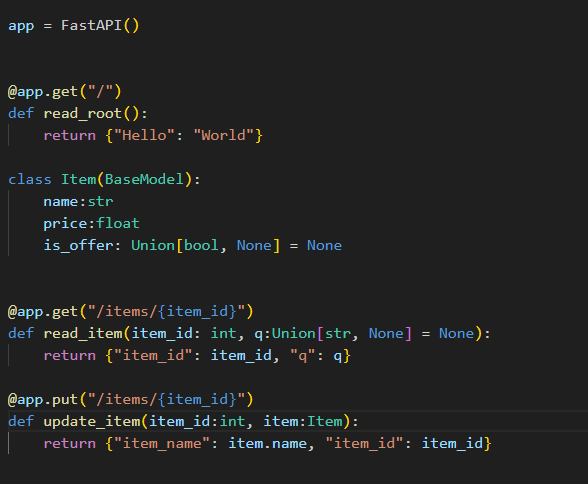 app = FastAPI()
@app.get("/")
def read_root():
    return {"Hello": "World"}
class Item(BaseModel):
    name:str
    price:float
    is_offer: Union[bool, None] = None
@app.get("/items/{item_id}")
def read_item(item_id: int, q:Union[str, None] = None):
    return {"item_id": item_id, "q": q}
@app.put("/items/{item_id}")
def update_item(item_id:int, item:Item):
    return {"item_name": item.name, "item_id": item_id}